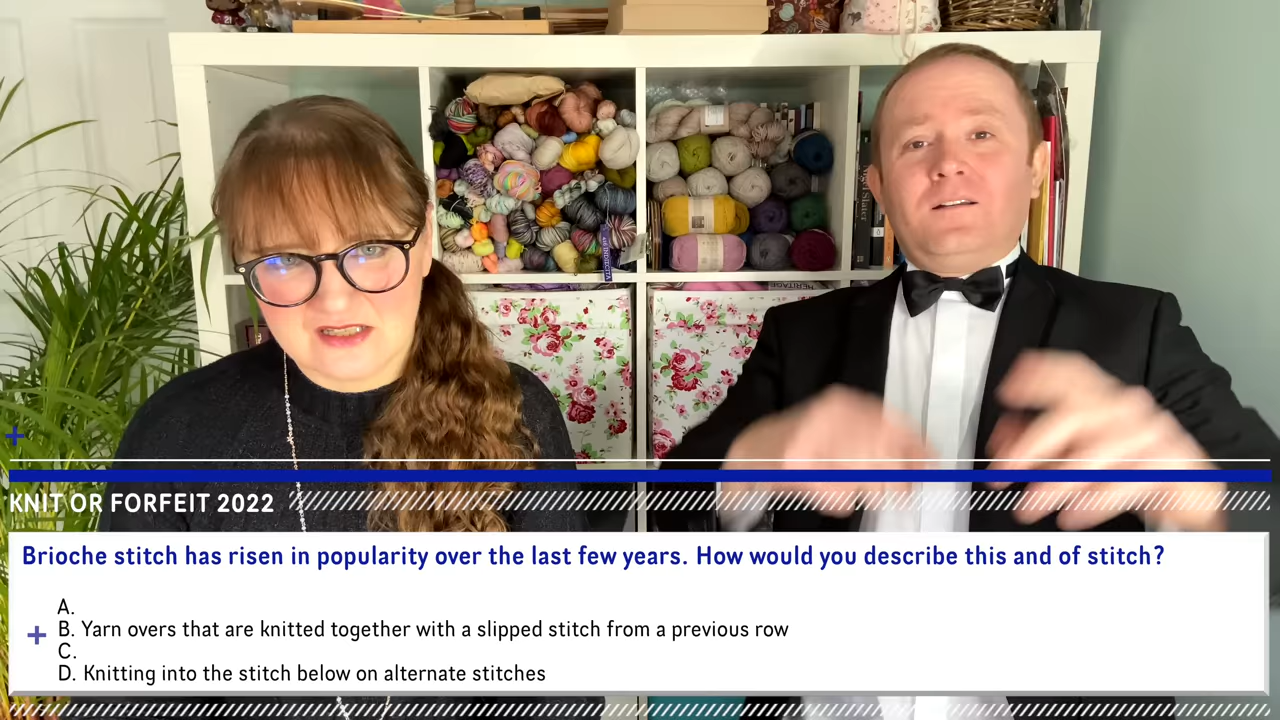 KNIT OR FORFEIT 2022
Brioche stitch has risen in popularity over the last few years. How would you describe this and of stitch?
A.
B. Yarn overs that are knitted together with a slipped stitch from a previous row
C.
D. Knitting into the stitch below on alternate stitches